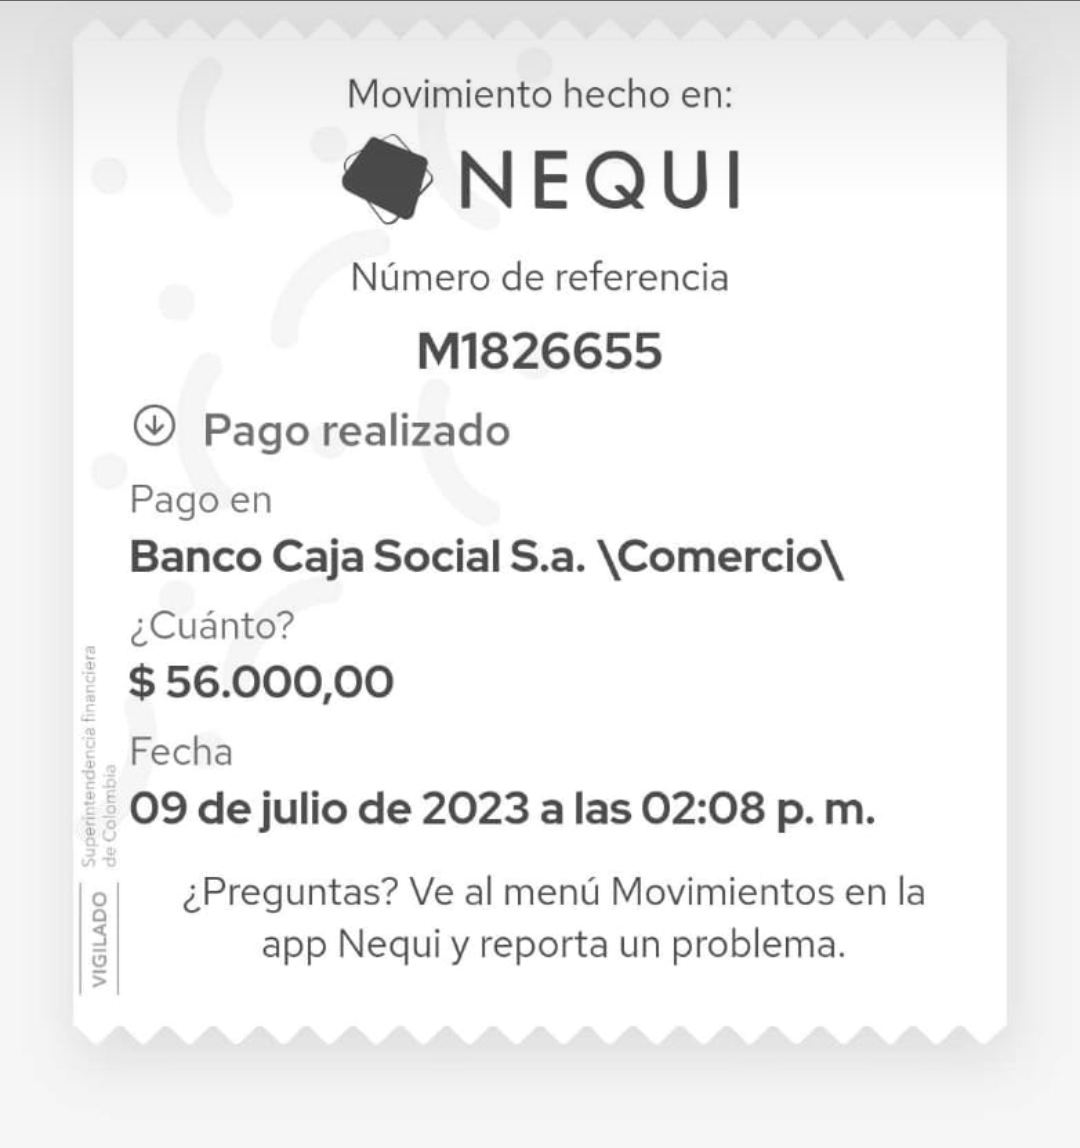 Movimiento hecho en:
NEQUI
Número de referencia
M1826655
Pago realizado
Pago en
Banco Caja Social S.a. \Comercio\
¿Cuánto?
$ 56.000,00
Fecha
09 de julio de 2023 a las 02:08 p. m.
¿Preguntas? Ve al menú Movimientos en la
app Nequi y reporta un problema.
VIGILADO
Superintendencia financiera
de Colombia